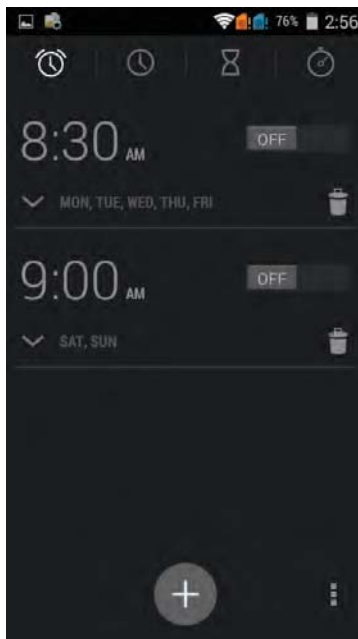 76% 2:56
8:30 AM OFF
MON, TUE, WED, THU, FRI
9:00 AM OFF
SAT, SUN